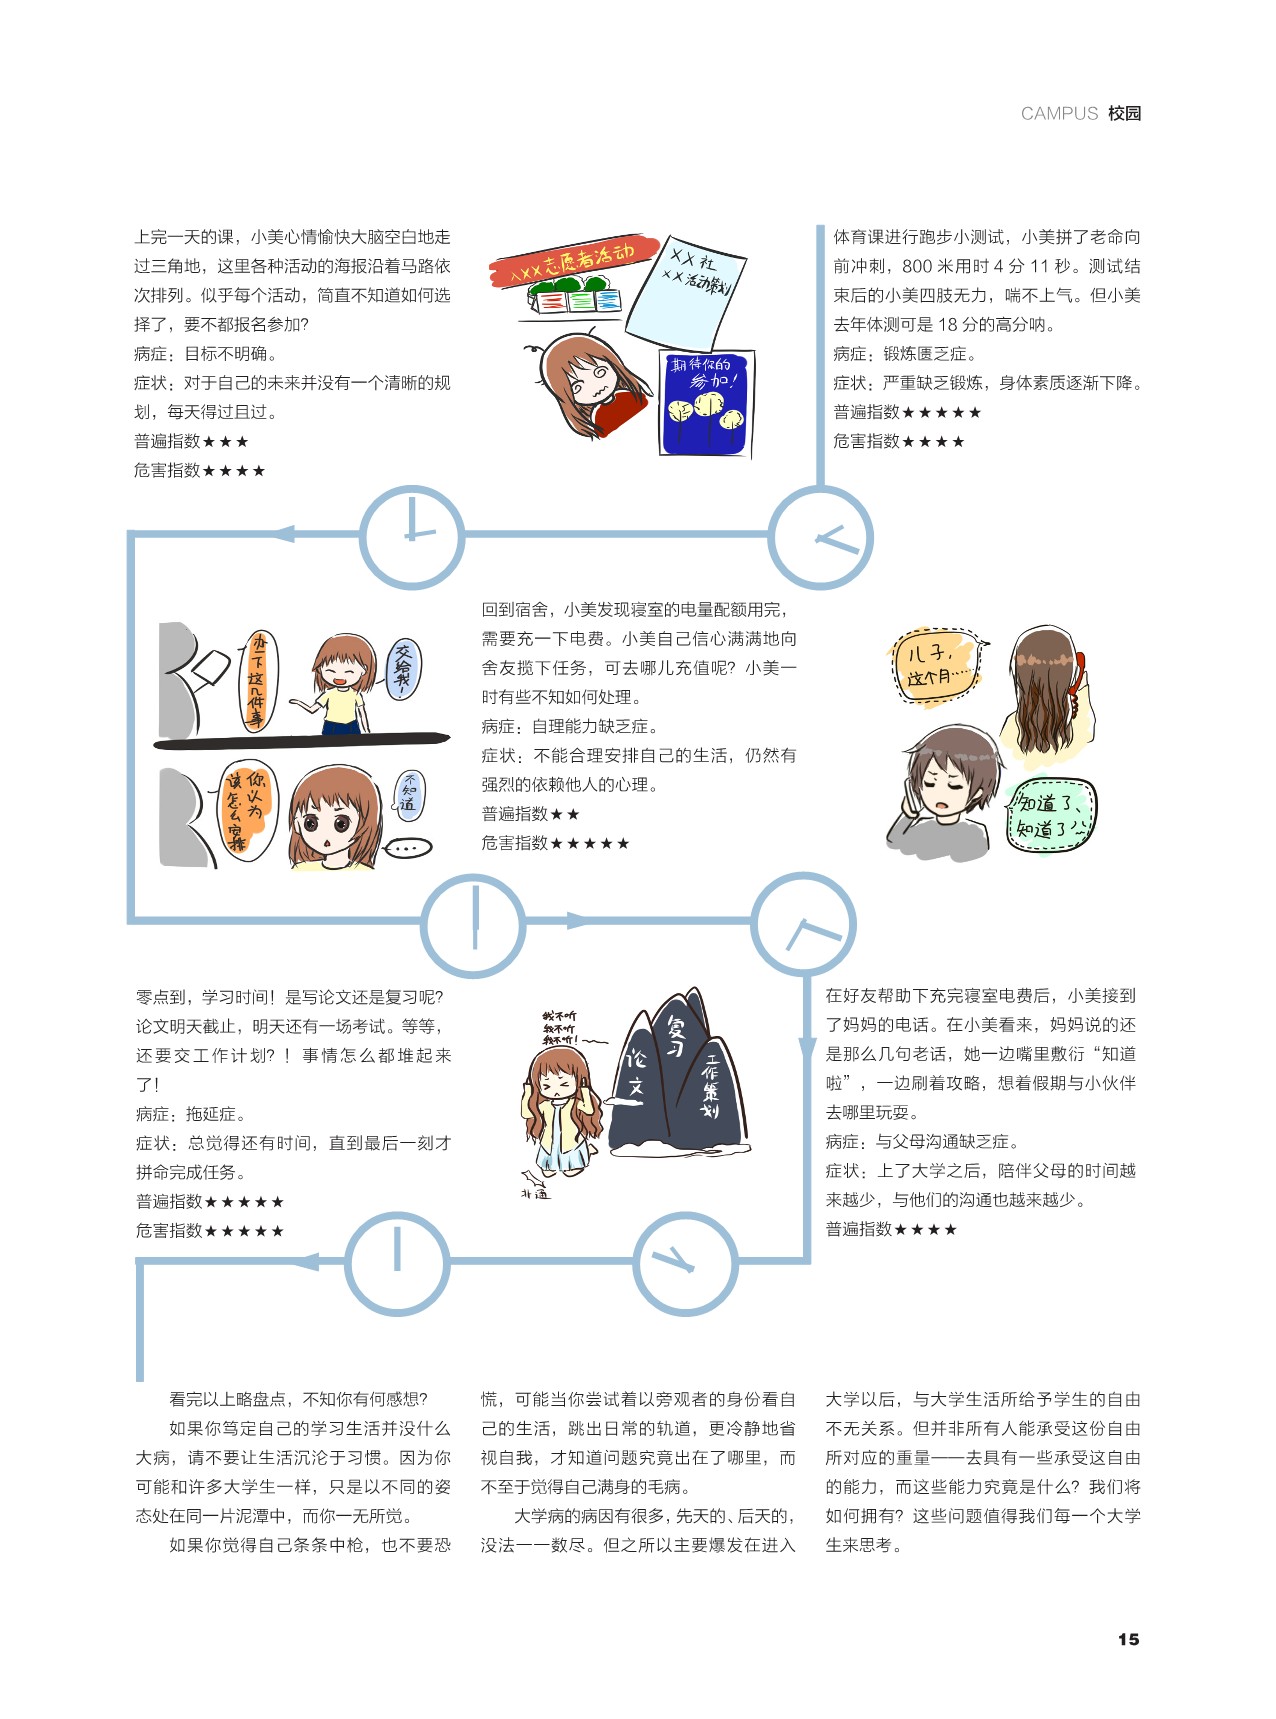 CAMPUS 校园
体育课进行跑步小测试，小美拼了老命向
前冲刺，800 米用时 4 分 11 秒。测试结
束后的小美四肢无力，喘不上气。但小美
去年体测可是 18 分的高分呐。
病症：锻炼匮乏症。
症状：严重缺乏锻炼，身体素质逐渐下降。
普遍指数★★★★★
危害指数★★★★
上完一天的课，小美心情愉快大脑空白地走
过三角地，这里各种活动的海报沿着马路依
次排列。似乎每个活动，简直不知道如何选
择了，要不都报名参加？
病症：目标不明确。
症状：对于自己的未来并没有一个清晰的规
划，每天得过且过。
普遍指数★★★
危害指数★★★★
XXX志愿者活动
XX 社
XX 活动策划
期待你的
参加！
办一下这几件事
交给我！
你认为
该怎么安排
不知道
……
回到宿舍，小美发现寝室的电量配额用完，
需要充一下电费。小美自己信心满满地向
舍友揽下任务，可去哪儿充值呢？小美一
时有些不知如何处理。
病症：自理能力缺乏症。
症状：不能合理安排自己的生活，仍然有
强烈的依赖他人的心理。
普遍指数★★
危害指数★★★★★
儿子，
这个月……
知道了、
知道了
在好友帮助下充完寝室电费后，小美接到
了妈妈的电话。在小美看来，妈妈说的还
是那么几句老话，她一边嘴里敷衍“知道
啦”，一边刷着攻略，想着假期与小伙伴
去哪里玩耍。
病症：与父母沟通缺乏症。
症状：上了大学之后，陪伴父母的时间越
来越少，与他们的沟通也越来越少。
普遍指数★★★★
零点到，学习时间！是写论文还是复习呢？
论文明天截止，明天还有一场考试。等等，
还要交工作计划？！事情怎么都堆起来
了！
病症：拖延症。
症状：总觉得还有时间，直到最后一刻才
拼命完成任务。
普遍指数★★★★★
危害指数★★★★★
我不听
我不听
我不听！
论文
复习
工作策划
看完以上略盘点，不知你有何感想？
如果你笃定自己的学习生活并没什么
大病，请不要让生活沉沦于习惯。因为你
可能和许多大学生一样，只是以不同的姿
态处在同一片泥潭中，而你一无所觉。
如果你觉得自己条条中枪，也不要恐
慌，可能当你尝试着以旁观者的身份看自
己的生活，跳出日常的轨道，更冷静地省
视自我，才知道问题究竟出在了哪里，而
不至于觉得自己满身的毛病。
大学病的病因有很多，先天的、后天的，
没法一一数尽。但之所以主要爆发在进入
大学以后，与大学生活所给予学生的自由
不无关系。但并非所有人能承受这份自由
所对应的重量——去具有一些承受这自由
的能力，而这些能力究竟是什么？我们将
如何拥有？这些问题值得我们每一个大学
生来思考。
15